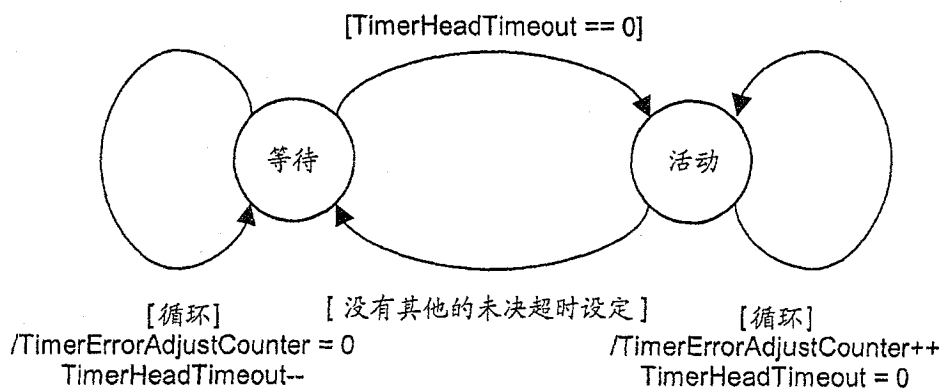 [TimerHeadTimeout == 0]
等待
活动
[循环]
/TimerErrorAdjustCounter = 0
TimerHeadTimeout--
[没有其他的未决超时设定]
[循环]
/TimerErrorAdjustCounter++
TimerHeadTimeout = 0